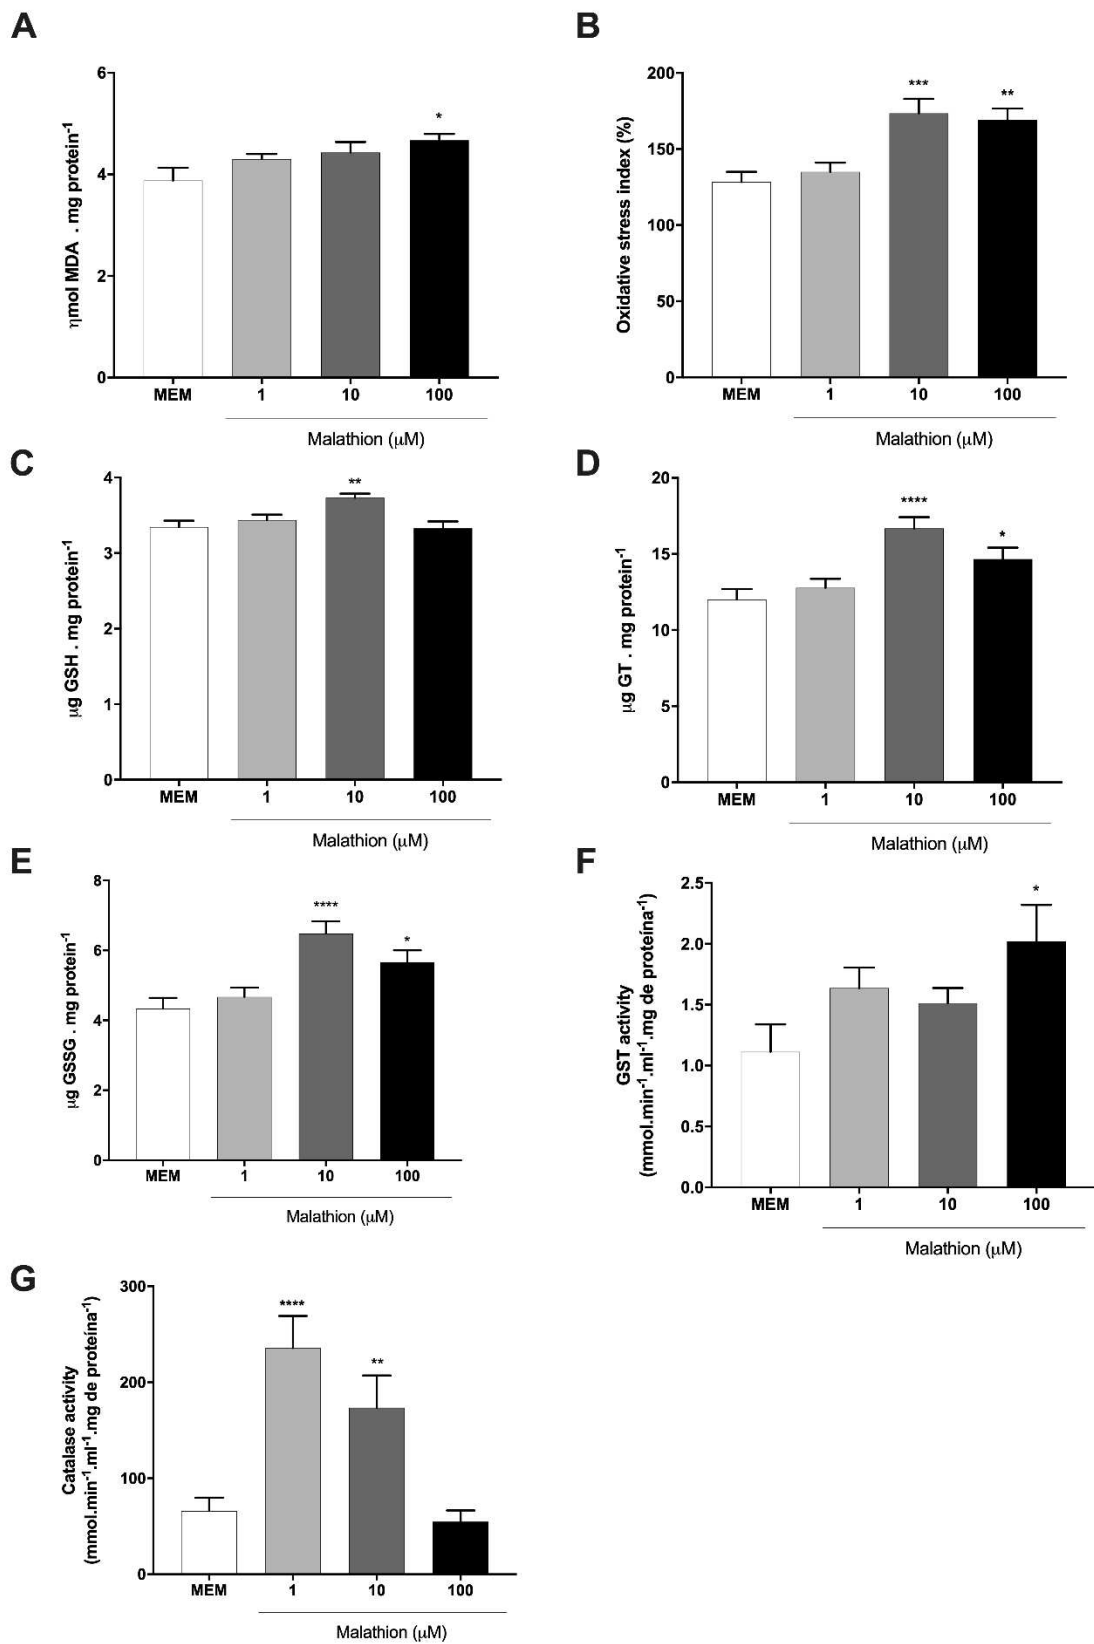 A
ηmol MDA . mg protein⁻¹
6
4
2
0
*
MEM 1 10 100
Malathion (μM)
B
Oxidative stress index (%)
200
150
100
50
0
*** **
MEM 1 10 100
Malathion (μM)
C
μg GSH . mg protein⁻¹
4
3
2
1
0
**
MEM 1 10 100
Malathion (μM)
D
μg GT . mg protein⁻¹
20
15
10
5
0
**** *
MEM 1 10 100
Malathion (μM)
E
μg GSSG . mg protein⁻¹
8
6
4
2
0
**** *
MEM 1 10 100
Malathion (μM)
F
GST activity
(mmol.min⁻¹.ml⁻¹.mg de proteína⁻¹)
2.5
2.0
1.5
1.0
0.5
0.0
*
MEM 1 10 100
Malathion (μM)
G
Catalase activity
(mmol.min⁻¹.ml⁻¹.mg de proteína⁻¹)
300
200
100
0
**** **
MEM 1 10 100
Malathion (μM)